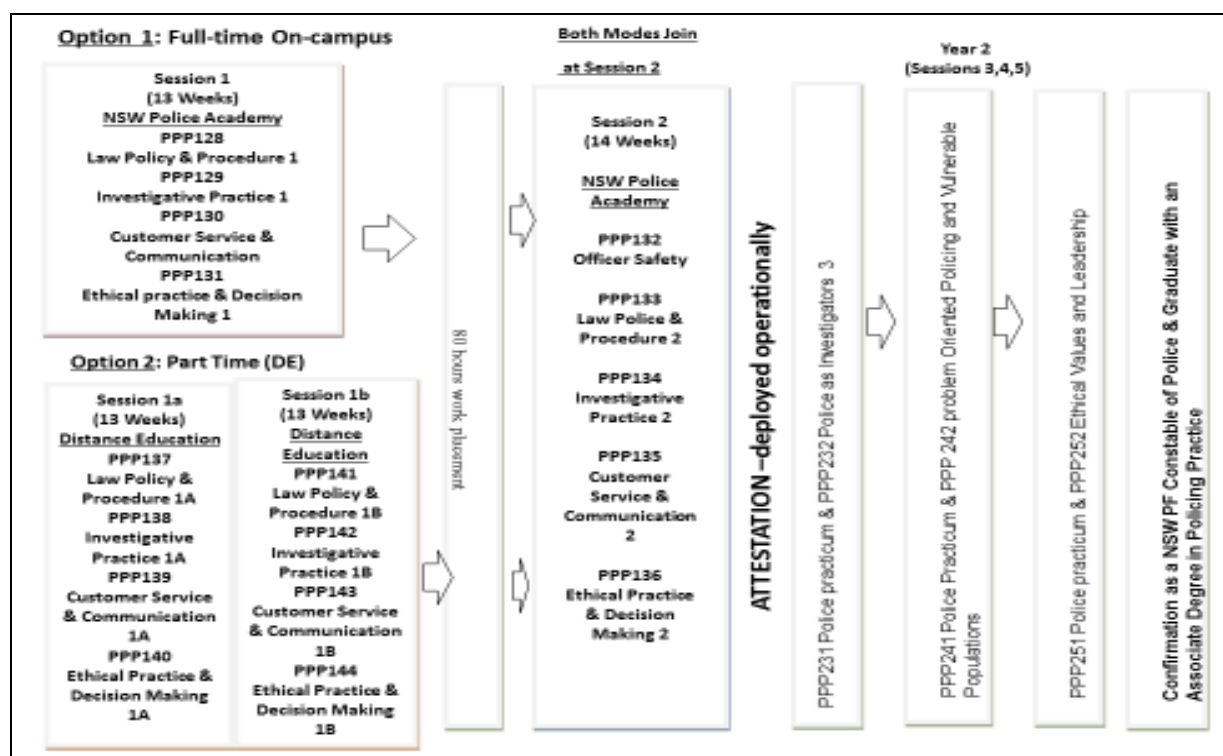 Option 1: Full-time On-campus
Session 1
(13 Weeks)
NSW Police Academy
PPP128
Law Policy & Procedure 1
PPP129
Investigative Practice 1
PPP130
Customer Service &
Communication
PPP131
Ethical practice & Decision
Making 1
Option 2: Part Time (DE)
Session 1a
(13 Weeks)
Distance Education
PPP137
Law Policy &
Procedure 1A
PPP138
Investigative
Practice 1A
PPP139
Customer Service
& Communication
1A
PPP140
Ethical Practice &
Decision Making
1A
Session 1b
(13 Weeks)
Distance
Education
PPP141
Law Policy &
Procedure 1B
PPP142
Investigative
Practice 1B
PPP143
Customer Service
& Communication
1B
PPP144
Ethical Practice &
Decision Making
1B
80 hours work placement
Both Modes Join
at Session 2
Session 2
(14 Weeks)
NSW Police
Academy
PPP132
Officer Safety
PPP133
Law Police &
Procedure 2
PPP134
Investigative
Practice 2
PPP135
Customer
Service &
Communication
2
PPP136
Ethical Practice
& Decision
Making 2
ATTESTATION –deployed operationally
Year 2
(Sessions 3,4,5)
PPP231 Police practicum & PPP232 Police as Investigators 3
PPP241 Police Practicum & PPP 242 problem Oriented Policing and Vulnerable
Populations
PPP251 Police practicum & PPP252 Ethical Values and Leadership
Confirmation as a NSWPF Constable of Police & Graduate with an
Associate Degree in Policing Practice